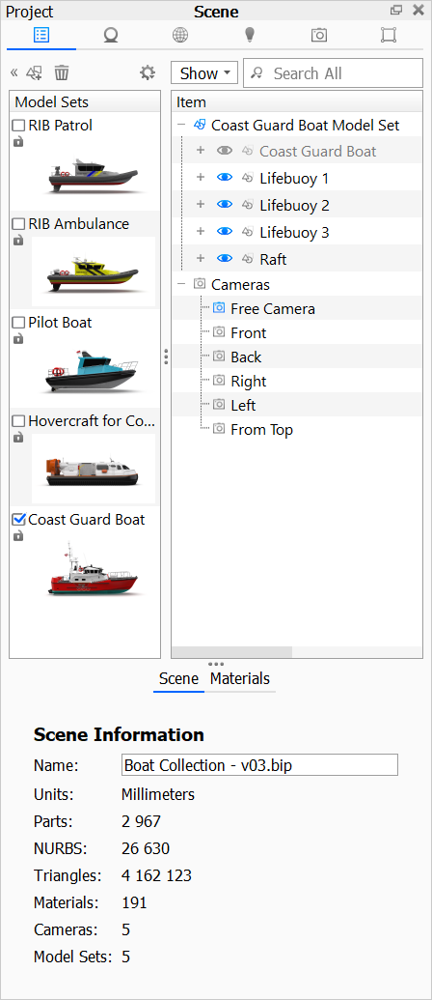 Project
Scene
«
Show
Search All
Model Sets
RIB Patrol
RIB Ambulance
Pilot Boat
Hovercraft for Co...
Coast Guard Boat
Item
Coast Guard Boat Model Set
Coast Guard Boat
Lifebuoy 1
Lifebuoy 2
Lifebuoy 3
Raft
Cameras
Free Camera
Front
Back
Right
Left
From Top
Scene Materials
Scene Information
Name: Boat Collection - v03.bip
Units: Millimeters
Parts: 2 967
NURBS: 26 630
Triangles: 4 162 123
Materials: 191
Cameras: 5
Model Sets: 5